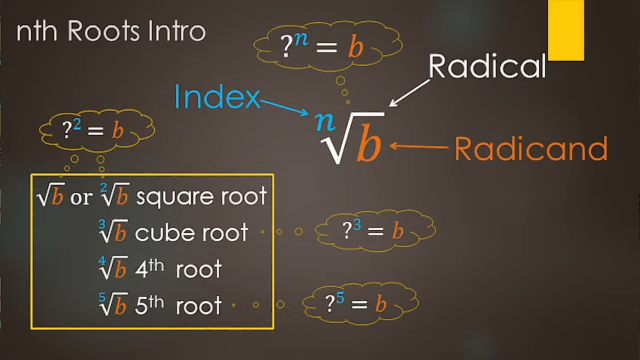 nth Roots Intro
?ⁿ = b
Radical
Index
ⁿ√b
Radicand
?² = b
√b or ²√b square root
³√b cube root
?³ = b
⁴√b 4ᵗʰ root
⁵√b 5ᵗʰ root
?⁵ = b